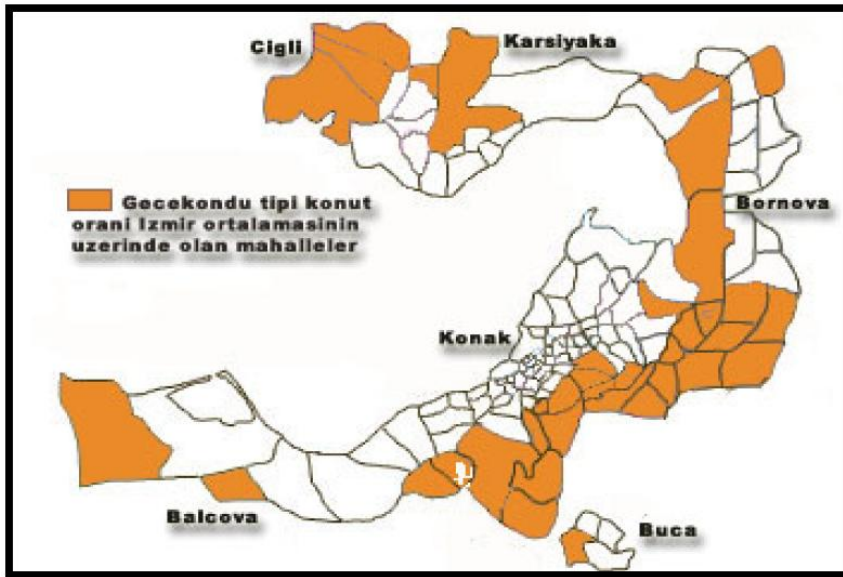 Cigli
Karsiyaka
Gecekondu tipi konut
orani Izmir ortalamasinin
uzerinde olan mahalleler
Bornova
Konak
Balcova
Buca